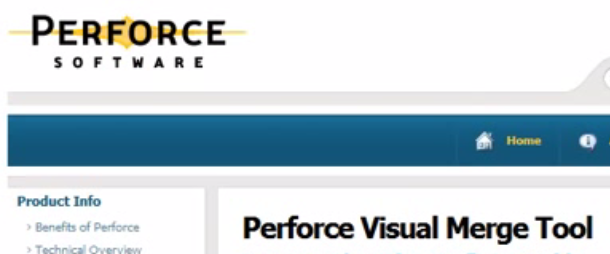 PERFORCE
SOFTWARE
Home
Product Info
> Benefits of Perforce
> Technical Overview
Perforce Visual Merge Tool